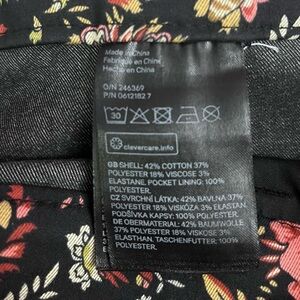 Made in China
Fabriqué en Chine
Hecho en China
O/N 246369
P/N 0612182 7
30
clevercare.info
GB SHELL: 42% COTTON 37%
POLYESTER 18% VISCOSE 3%
ELASTANE. POCKET LINING: 100%
POLYESTER.
CZ SVRCHNÍ LÁTKA: 42% BAVLNA 37%
POLYESTER 18% VISKÓZA 3% ELASTAN.
PODŠÍVKA KAPSY: 100% POLYESTER.
DE OBERMATERIAL: 42% BAUMWOLLE
37% POLYESTER 18% VISKOSE 3%
ELASTHAN. TASCHENFUTTER: 100%
POLYESTER.